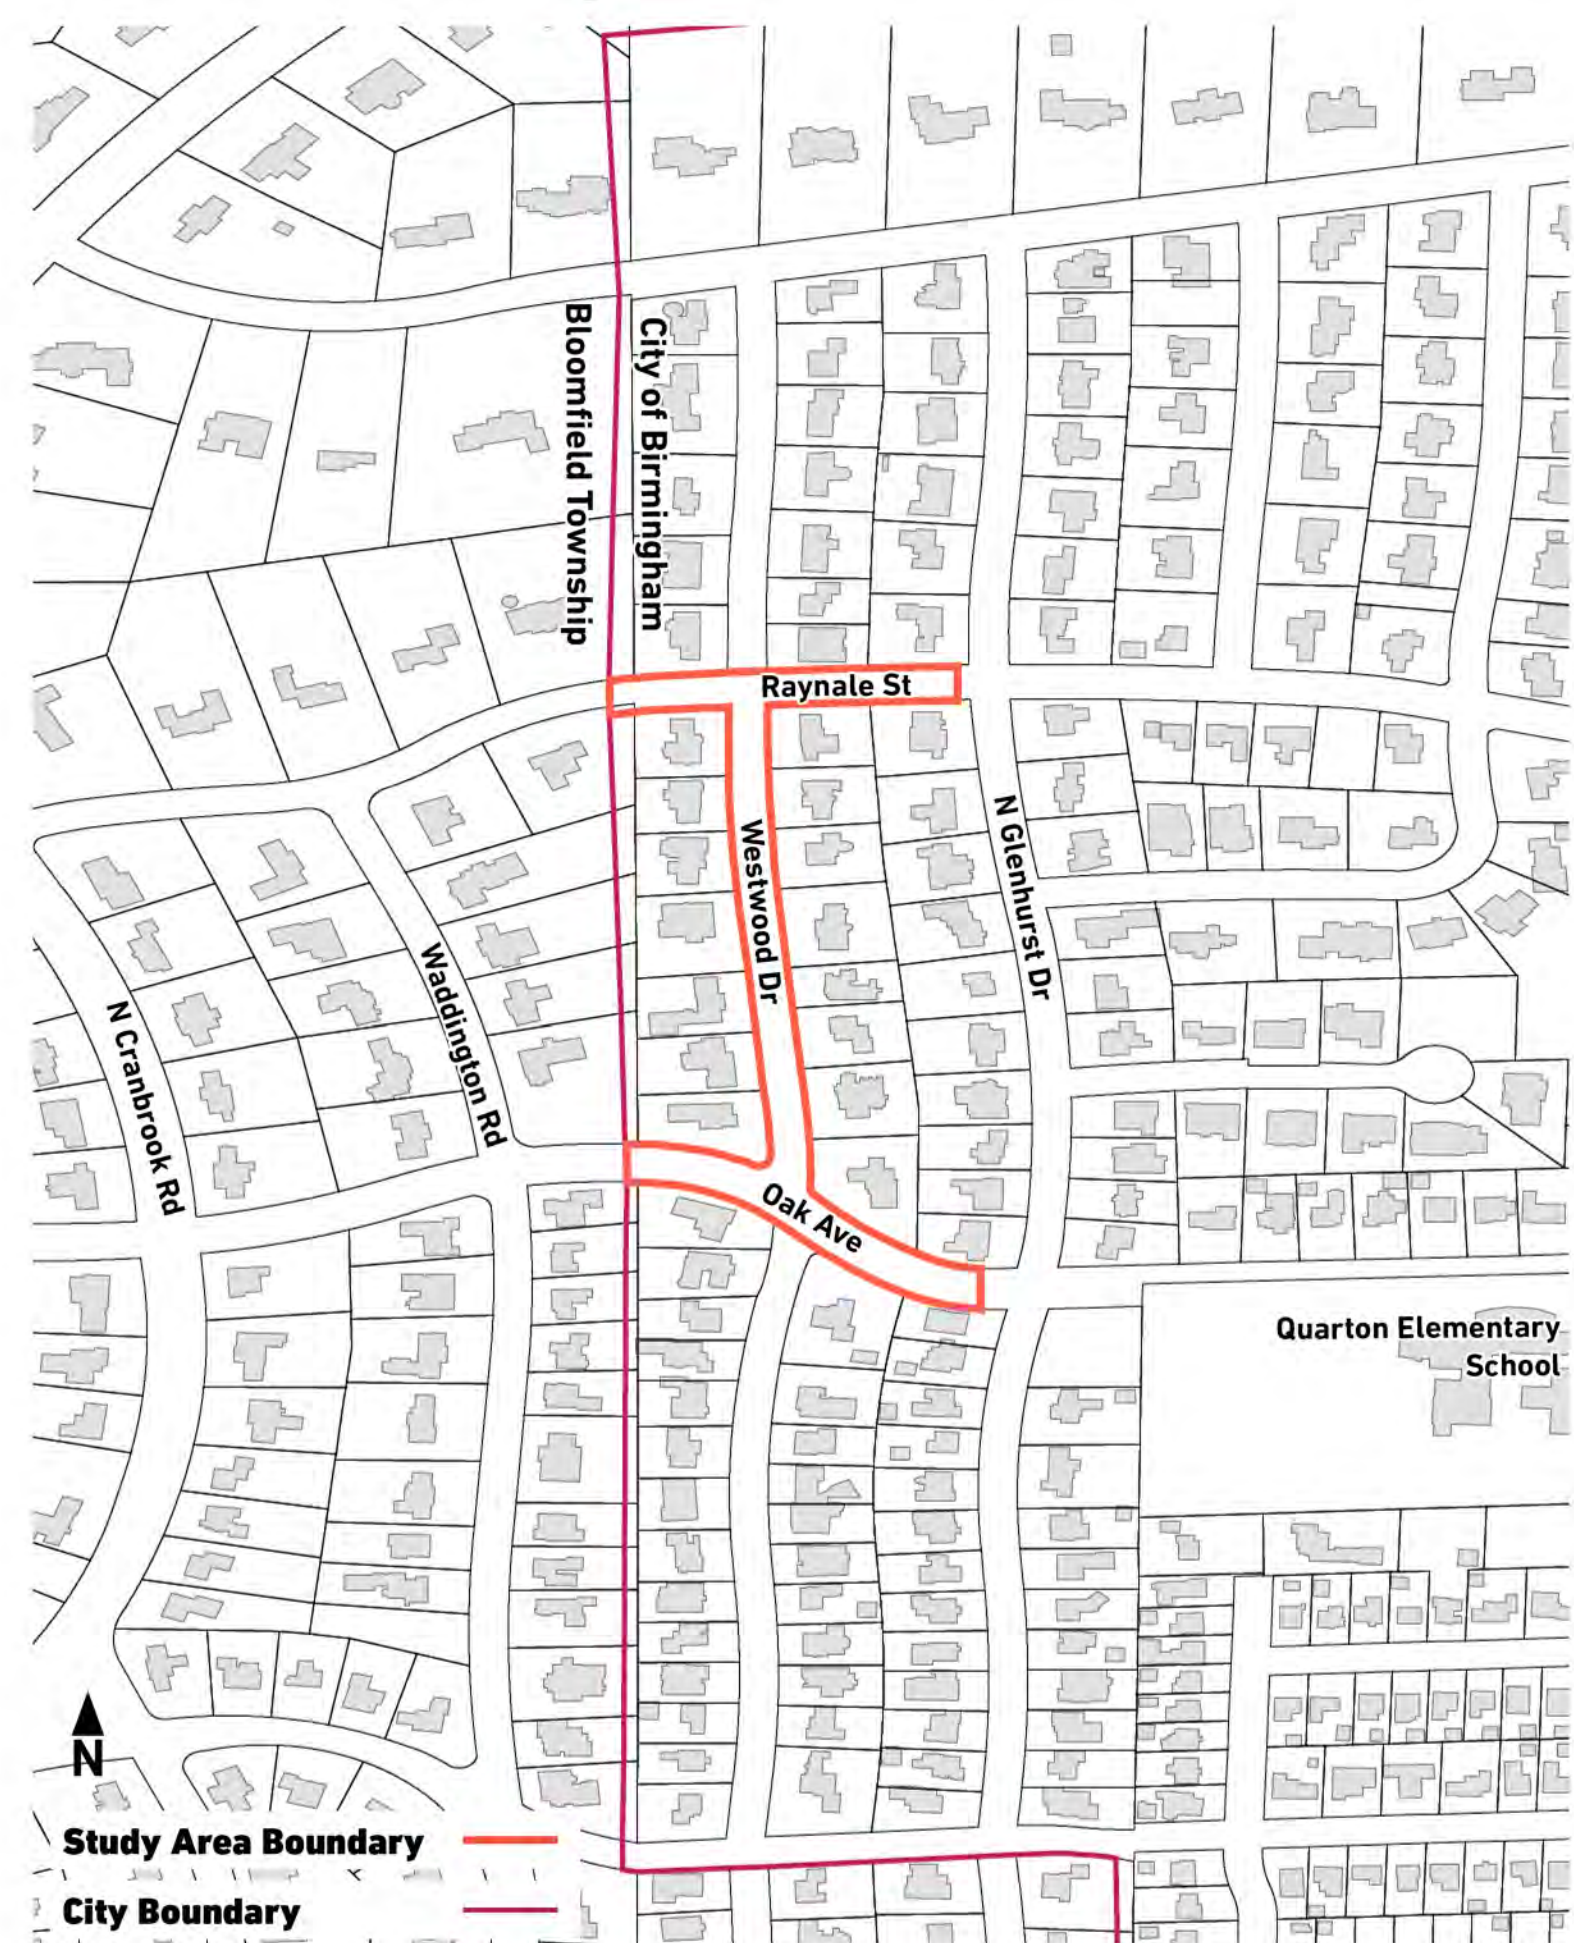 Bloomfield Township
City of Birmingham
Raynale St
Westwood Dr
N Glenhurst Dr
Waddington Rd
N Cranbrook Rd
Oak Ave
Quarton Elementary
School
N
Study Area Boundary
City Boundary